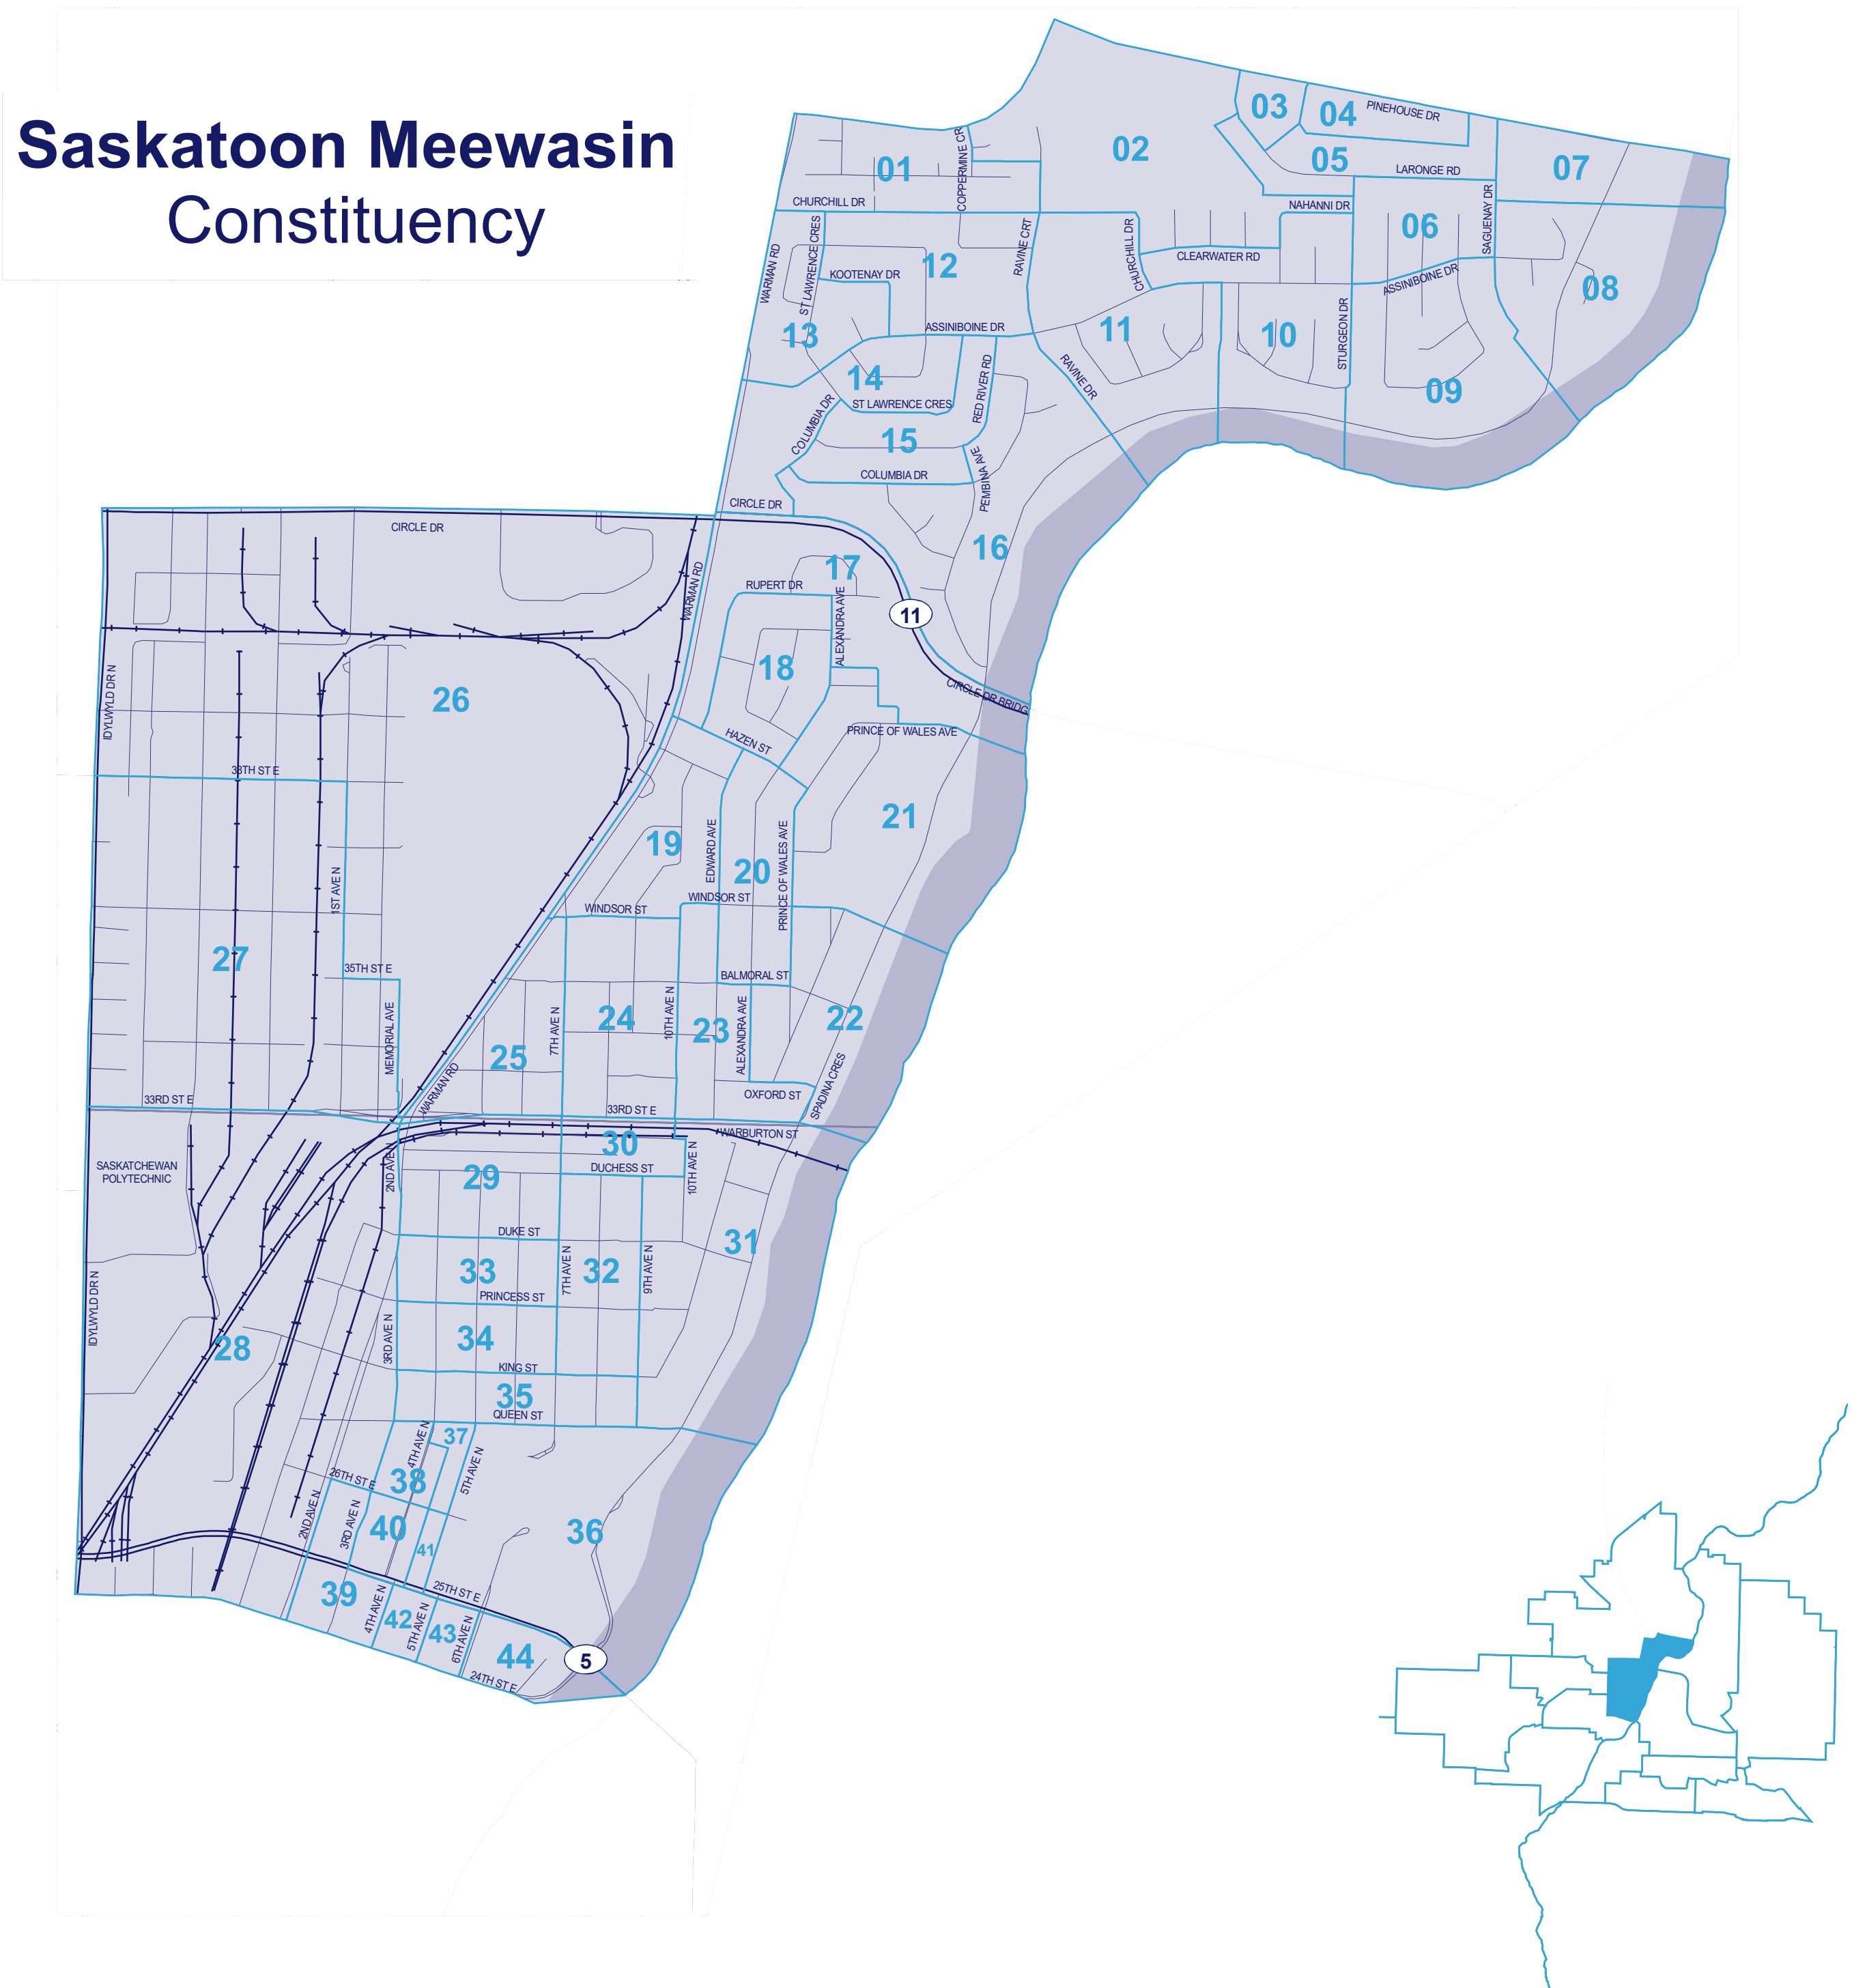 Saskatoon Meewasin
Constituency
03
04
PINEHOUSE DR
02
01
COPPERMINE CR
05
LARONGE RD
07
CHURCHILL DR
NAHANNI DR
06
SAGUENAY DR
WARMAN RD
ST LAWRENCE CRES
KOOTENAY DR
12
RAVINE CRT
CHURCHILL DR
CLEARWATER RD
ASSINIBOINE DR
08
13
ASSINIBOINE DR
11
10
STURGEON DR
14
RED RIVER RD
RAVINE DR
09
COLUMBIA DR
ST LAWRENCE CRES
15
COLUMBIA DR
PEMBINA AVE
CIRCLE DR
CIRCLE DR
16
17
WARMAN RD
RUPERT DR
ALEXANDRA AVE
11
18
IDYLWYLD DR N
26
CIRCLE DR BRIDG
HAZEN ST
PRINCE OF WALES AVE
38TH ST E
21
19
EDWARD AVE
20
PRINCE OF WALES AVE
1ST AVE N
WINDSOR ST
WINDSOR ST
27
35TH ST E
BALMORAL ST
MEMORIAL AVE
7TH AVE N
24
10TH AVE N
23
ALEXANDRA AVE
22
25
WARMAN RD
OXFORD ST
SPADINA CRES
33RD ST E
33RD ST E
WARBURTON ST
30
SASKATCHEWAN
POLYTECHNIC
2ND AVE N
29
DUCHESS ST
10TH AVE N
DUKE ST
31
33
7TH AVE N
32
9TH AVE N
IDYLWYLD DR N
PRINCESS ST
28
3RD AVE N
34
KING ST
35
QUEEN ST
4TH AVE N
37
26TH ST E
38
5TH AVE N
2ND AVE N
3RD AVE N
40
41
36
39
25TH ST E
4TH AVE N
42
5TH AVE N
43
6TH AVE N
44
5
24TH ST E